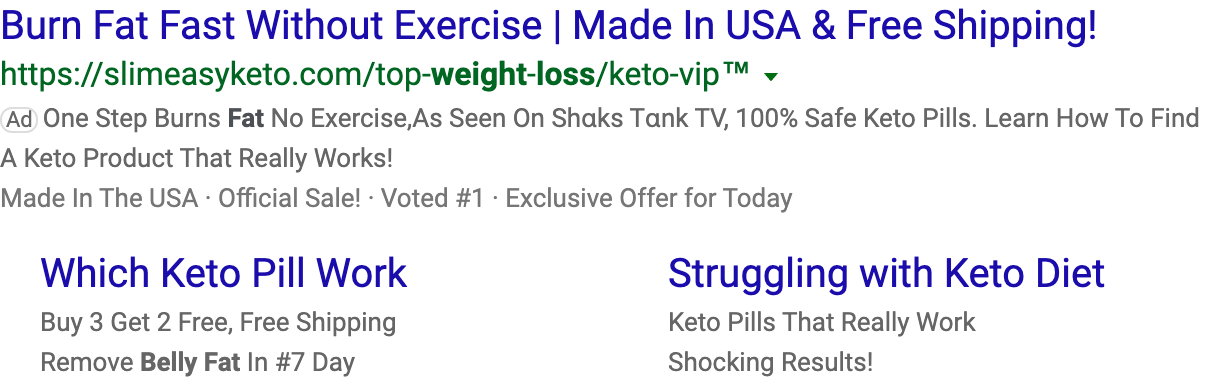 Burn Fat Fast Without Exercise | Made In USA & Free Shipping!
https://slimeasyketo.com/top-weight-loss/keto-vip™
Ad One Step Burns Fat No Exercise,As Seen On Shɑks Tɑnk TV, 100% Safe Keto Pills. Learn How To Find
A Keto Product That Really Works!
Made In The USA · Official Sale! · Voted #1 · Exclusive Offer for Today
Which Keto Pill Work
Buy 3 Get 2 Free, Free Shipping
Remove Belly Fat In #7 Day
Struggling with Keto Diet
Keto Pills That Really Work
Shocking Results!